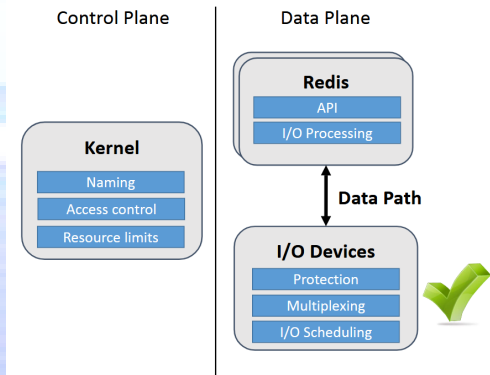 Control Plane
Data Plane
Kernel
Naming
Access control
Resource limits
Redis
API
I/O Processing
Data Path
I/O Devices
Protection
Multiplexing
I/O Scheduling